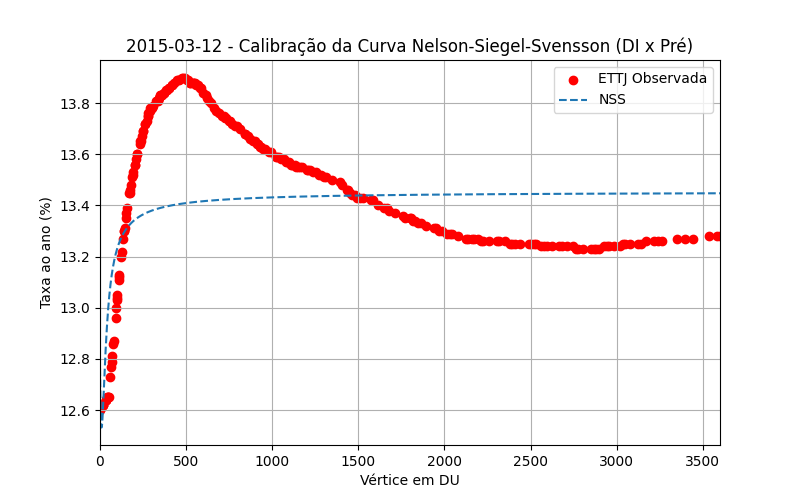 2015-03-12 - Calibração da Curva Nelson-Siegel-Svensson (DI x Pré)
ETTJ Observada
NSS
Taxa ao ano (%)
13.8
13.6
13.4
13.2
13.0
12.8
12.6
0 500 1000 1500 2000 2500 3000 3500
Vértice em DU